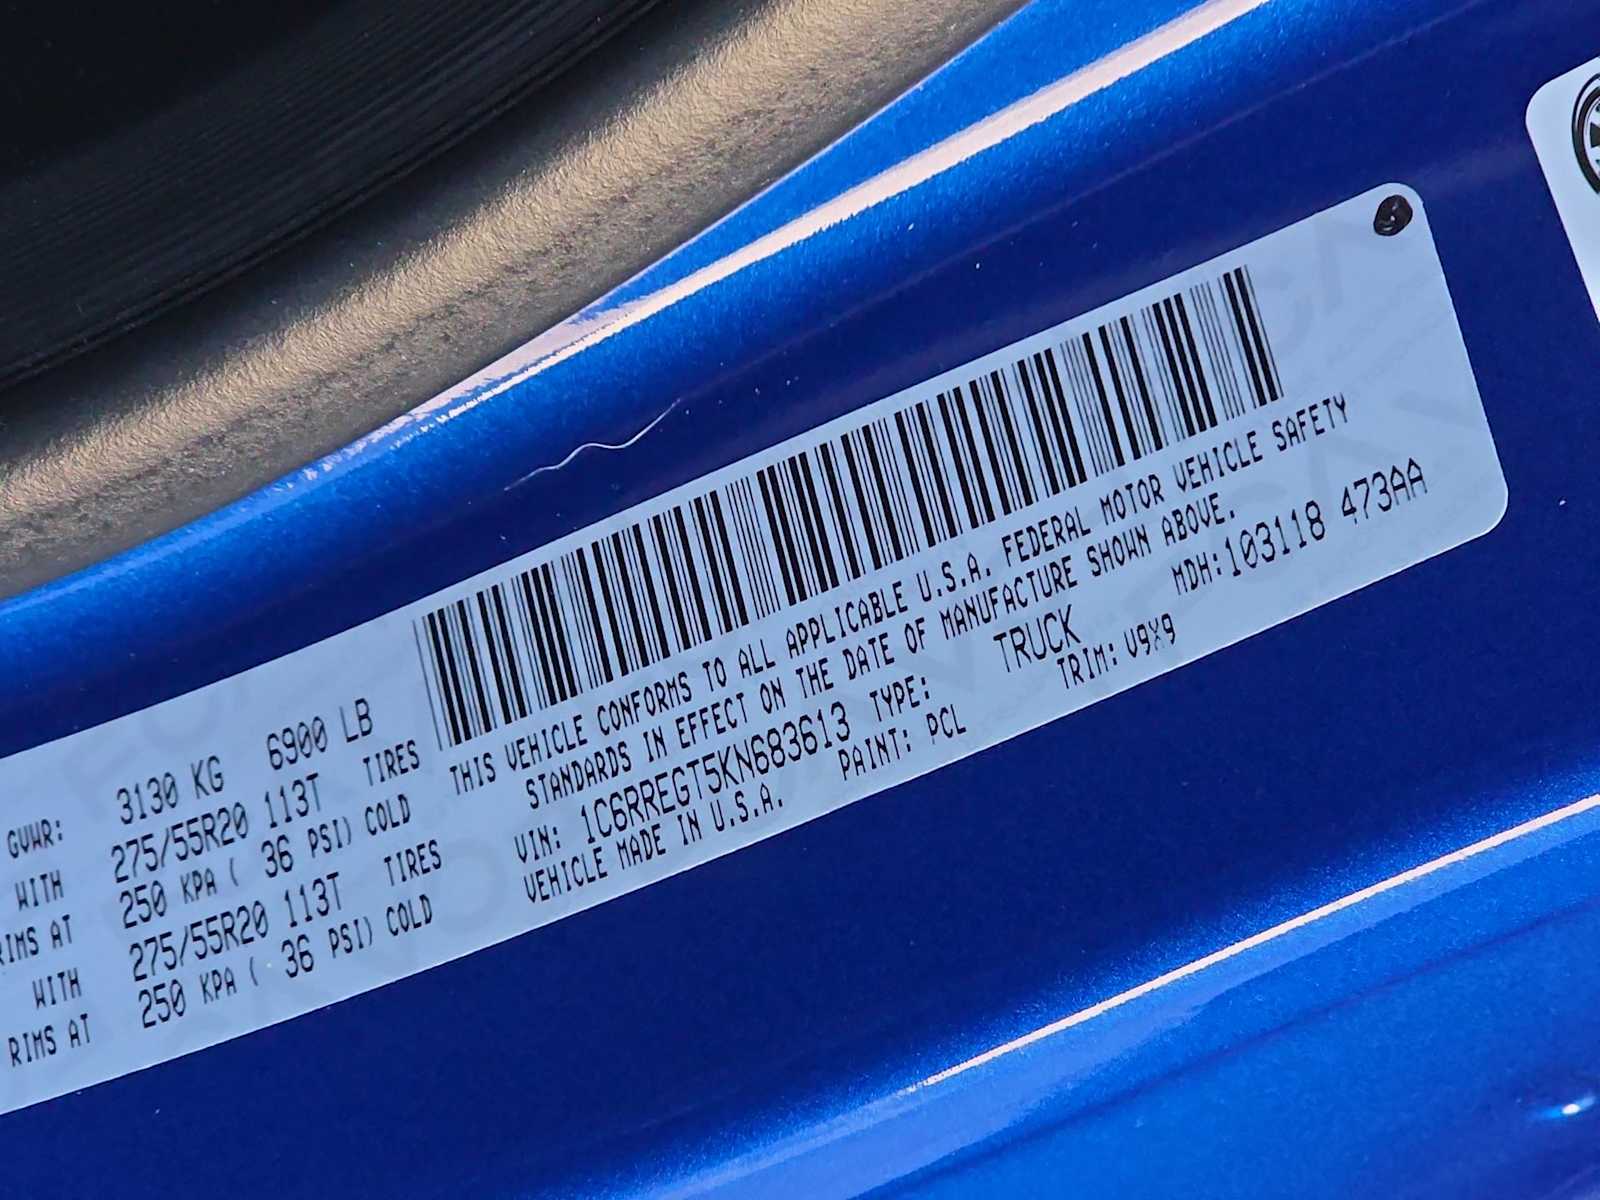 GVWR: 3130 KG 6900 LB
WITH 275/55R20 113T TIRES
RIMS AT 250 KPA ( 36 PSI) COLD
WITH 275/55R20 113T TIRES
RIMS AT 250 KPA ( 36 PSI) COLD
THIS VEHICLE CONFORMS TO ALL APPLICABLE U.S.A. FEDERAL MOTOR VEHICLE SAFETY
STANDARDS IN EFFECT ON THE DATE OF MANUFACTURE SHOWN ABOVE.
VIN: 1C6RREGT5KN683613 TYPE: TRUCK MDH:103118 473AA
VEHICLE MADE IN U.S.A. PAINT: PCL TRIM: V9X9